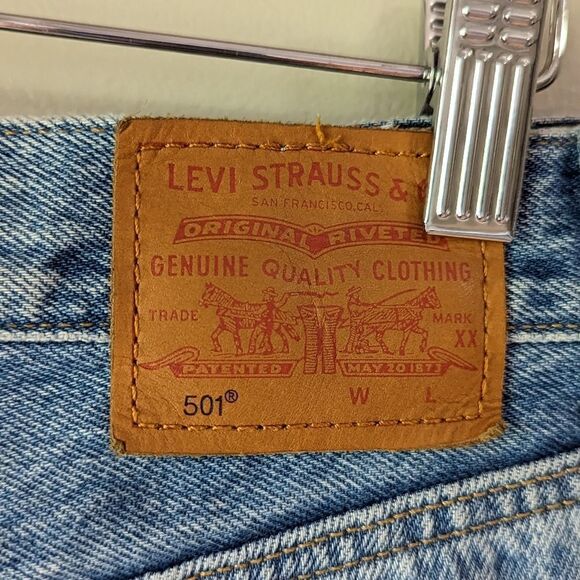 LEVI STRAUSS &
SAN FRANCISCO, CAL.
ORIGINAL RIVETED
GENUINE QUALITY CLOTHING
TRADE MARK
XX
PATENTED MAY 20 1873
501® W L